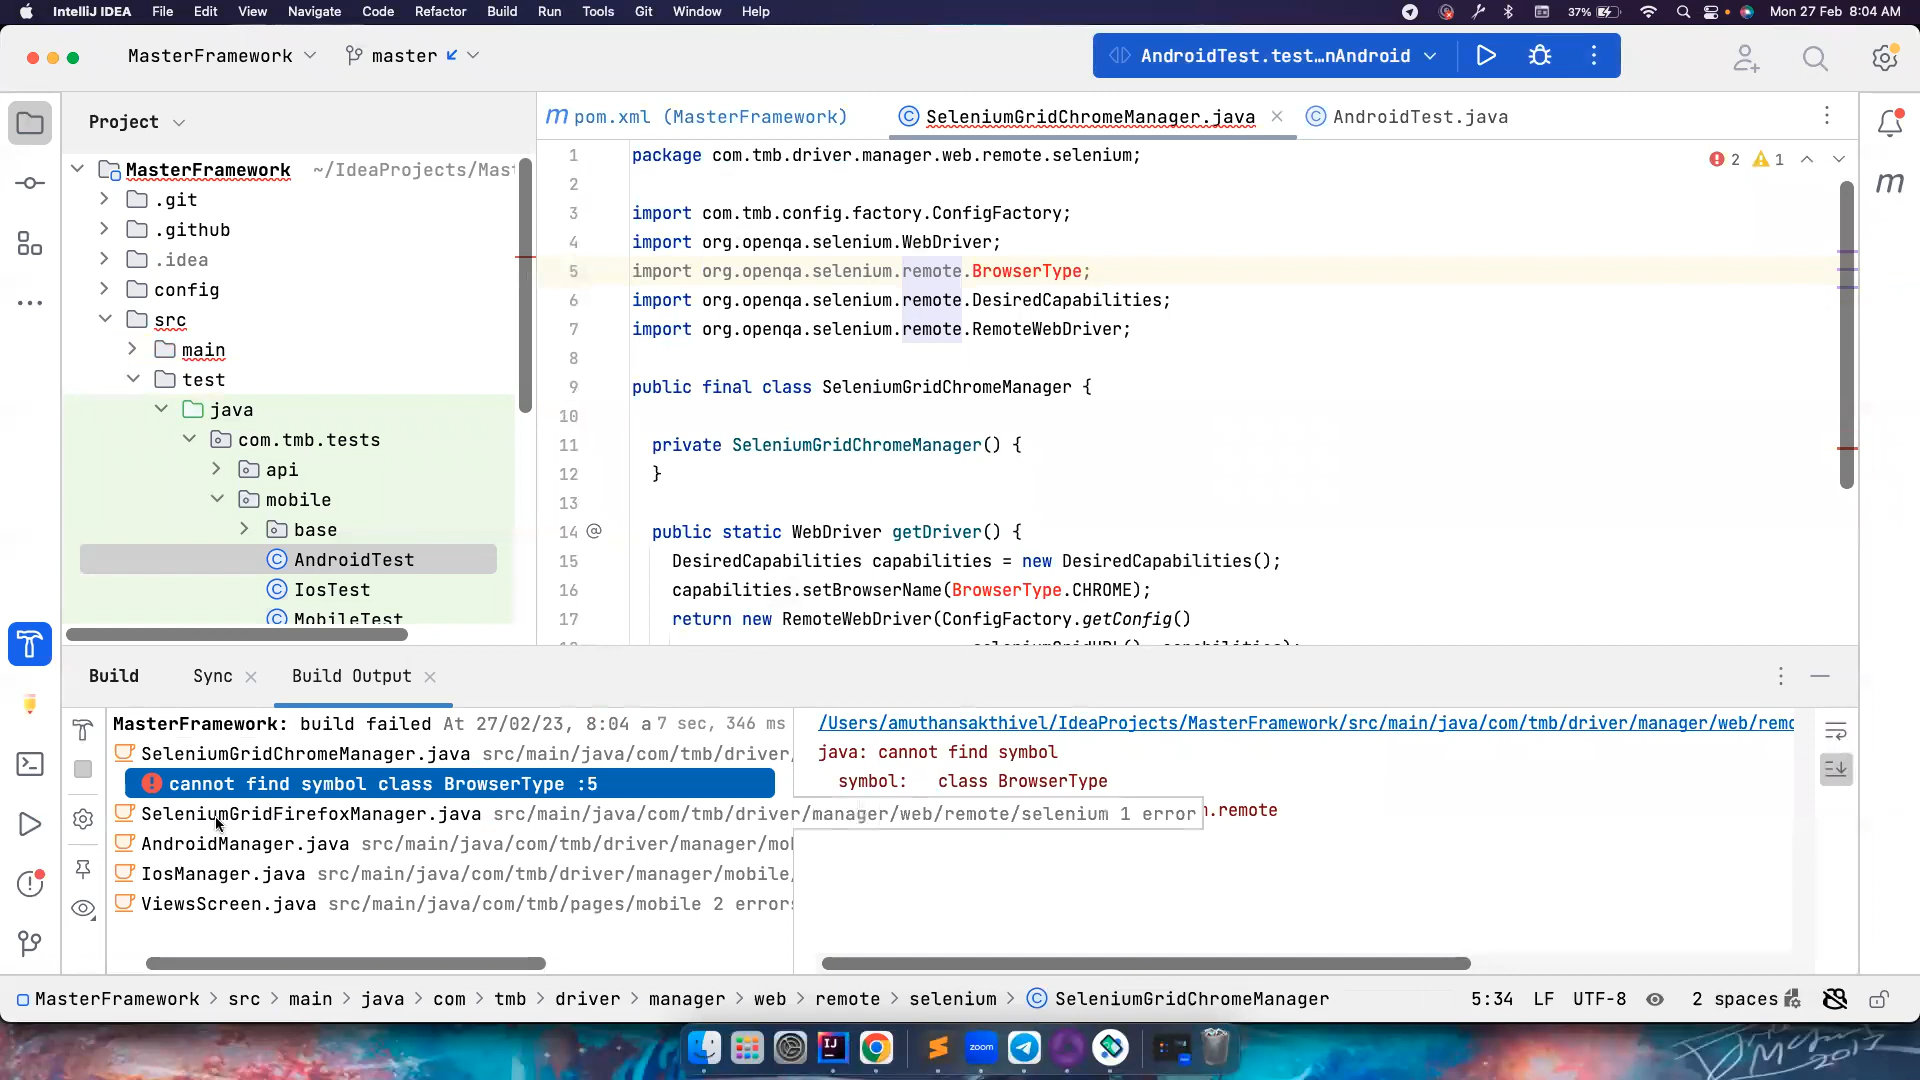 IntelliJ IDEA File Edit View Navigate Code Refactor Build Run Tools Git Window Help 37% Mon 27 Feb 8:04 AM
MasterFramework master AndroidTest.test…nAndroid
Project
pom.xml (MasterFramework) SeleniumGridChromeManager.java AndroidTest.java
MasterFramework ~/IdeaProjects/Mast
.git
.github
.idea
config
src
main
test
java
com.tmb.tests
api
mobile
base
AndroidTest
IosTest
MobileTest
2 1
1 package com.tmb.driver.manager.web.remote.selenium;
2
3 import com.tmb.config.factory.ConfigFactory;
4 import org.openqa.selenium.WebDriver;
5 import org.openqa.selenium.remote.BrowserType;
6 import org.openqa.selenium.remote.DesiredCapabilities;
7 import org.openqa.selenium.remote.RemoteWebDriver;
8
9 public final class SeleniumGridChromeManager {
10
11 private SeleniumGridChromeManager() {
12 }
13
14 @ public static WebDriver getDriver() {
15 DesiredCapabilities capabilities = new DesiredCapabilities();
16 capabilities.setBrowserName(BrowserType.CHROME);
17 return new RemoteWebDriver(ConfigFactory.getConfig()
Build Sync Build Output
MasterFramework: build failed At 27/02/23, 8:04 a 7 sec, 346 ms
SeleniumGridChromeManager.java src/main/java/com/tmb/driver,
cannot find symbol class BrowserType :5
SeleniumGridFirefoxManager.java src/main/java/com/tmb/driver/manager/web/remote/selenium 1 error
AndroidManager.java src/main/java/com/tmb/driver/manager/mob
IosManager.java src/main/java/com/tmb/driver/manager/mobile/
ViewsScreen.java src/main/java/com/tmb/pages/mobile 2 errors
/Users/amuthansakthivel/IdeaProjects/MasterFramework/src/main/java/com/tmb/driver/manager/web/remo
java: cannot find symbol
symbol: class BrowserType
.remote
MasterFramework > src > main > java > com > tmb > driver > manager > web > remote > selenium > SeleniumGridChromeManager 5:34 LF UTF-8 2 spaces
zoom